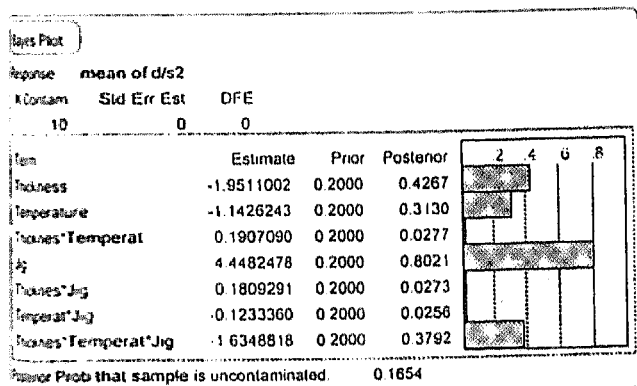 Bayes Plot
Response mean of d/s2
K Contam Std Err Est DFE
10 0 0
Term Estimate Prior Posterior .2 .4 .6 .8
Thickness -1.9511002 0.2000 0.4267
Temperature -1.1426243 0.2000 0.3130
Thicknes*Temperat 0.1907090 0.2000 0.0277
Jig 4.4482478 0.2000 0.8021
Thicknes*Jig 0.1809291 0.2000 0.0273
Temperat*Jig -0.1233360 0.2000 0.0256
Thicknes*Temperat*Jig -1.6348818 0.2000 0.3792
Posterior Prob that sample is uncontaminated. 0.1654